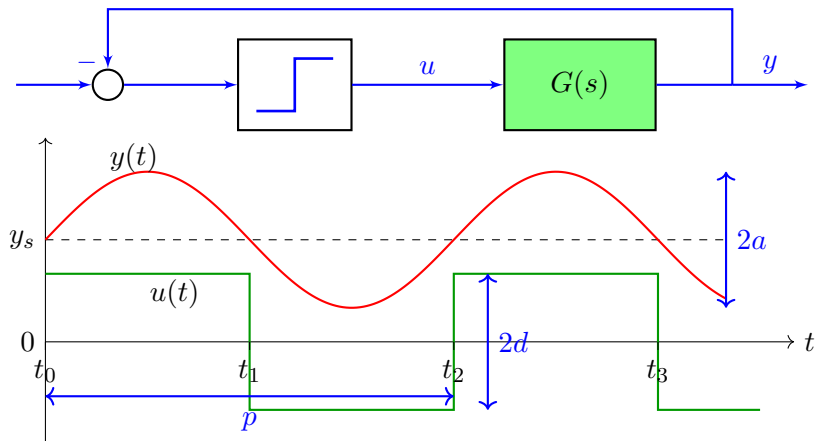 −
u
G(s)
y
y(t)
y_s
2a
u(t)
0
2d
t
t_0
t_1
t_2
t_3
p